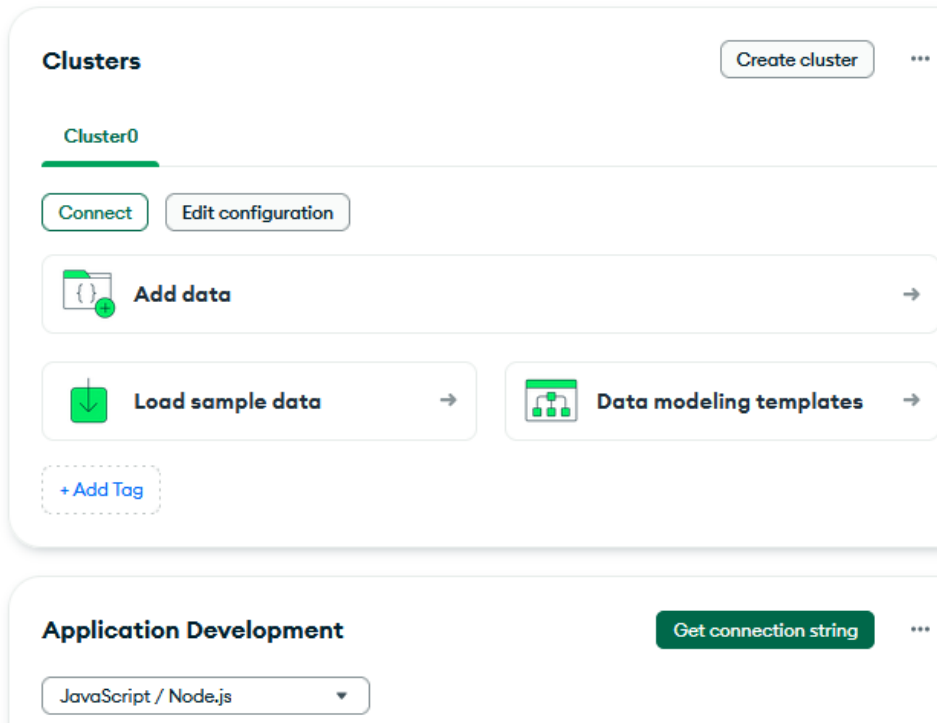 Clusters
Create cluster
Cluster0
Connect
Edit configuration
{ }
Add data
Load sample data
Data modeling templates
+ Add Tag
Application Development
Get connection string
JavaScript / Node.js